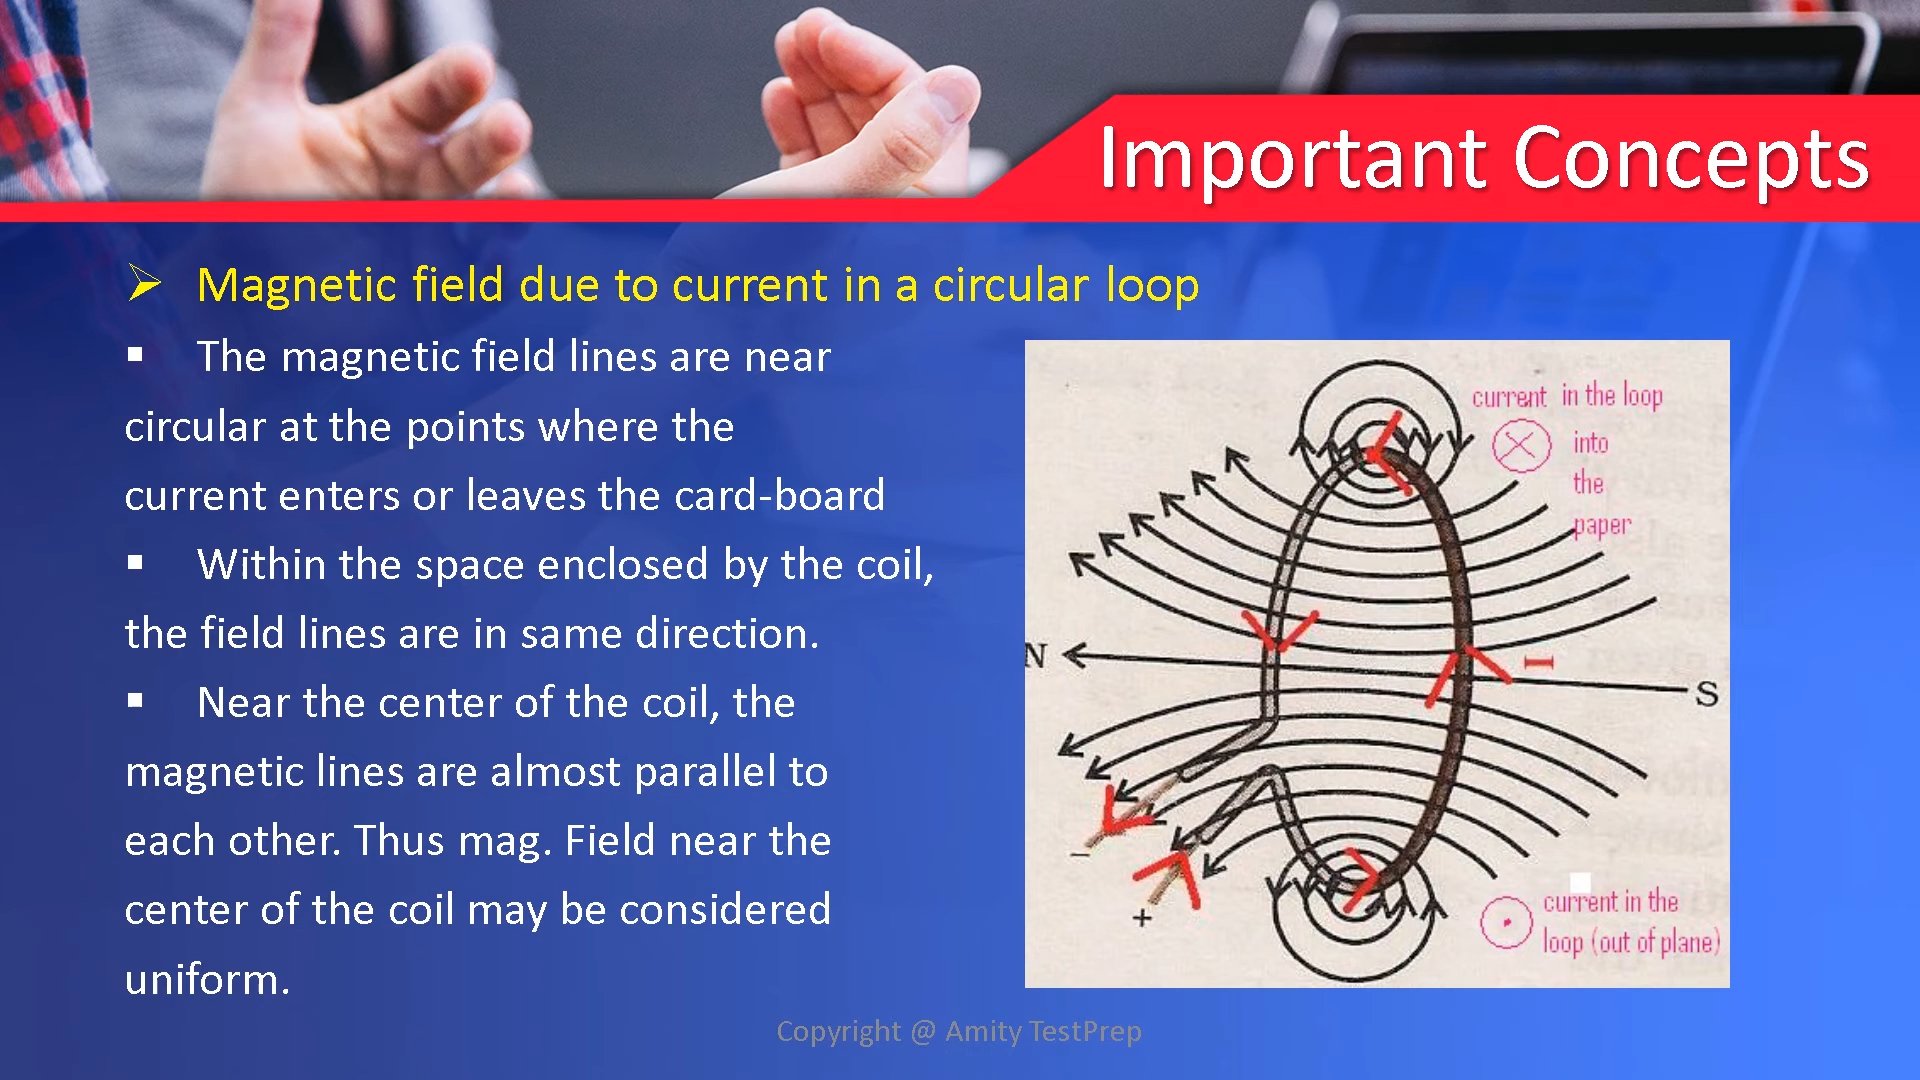 Important Concepts
➢ Magnetic field due to current in a circular loop
▪ The magnetic field lines are near
circular at the points where the
current enters or leaves the card-board
▪ Within the space enclosed by the coil,
the field lines are in same direction.
▪ Near the center of the coil, the
magnetic lines are almost parallel to
each other. Thus mag. Field near the
center of the coil may be considered
uniform.
current in the loop
into
the
paper
N
I
S
−
+
current in the
loop (out of plane)
Copyright @ Amity TestPrep